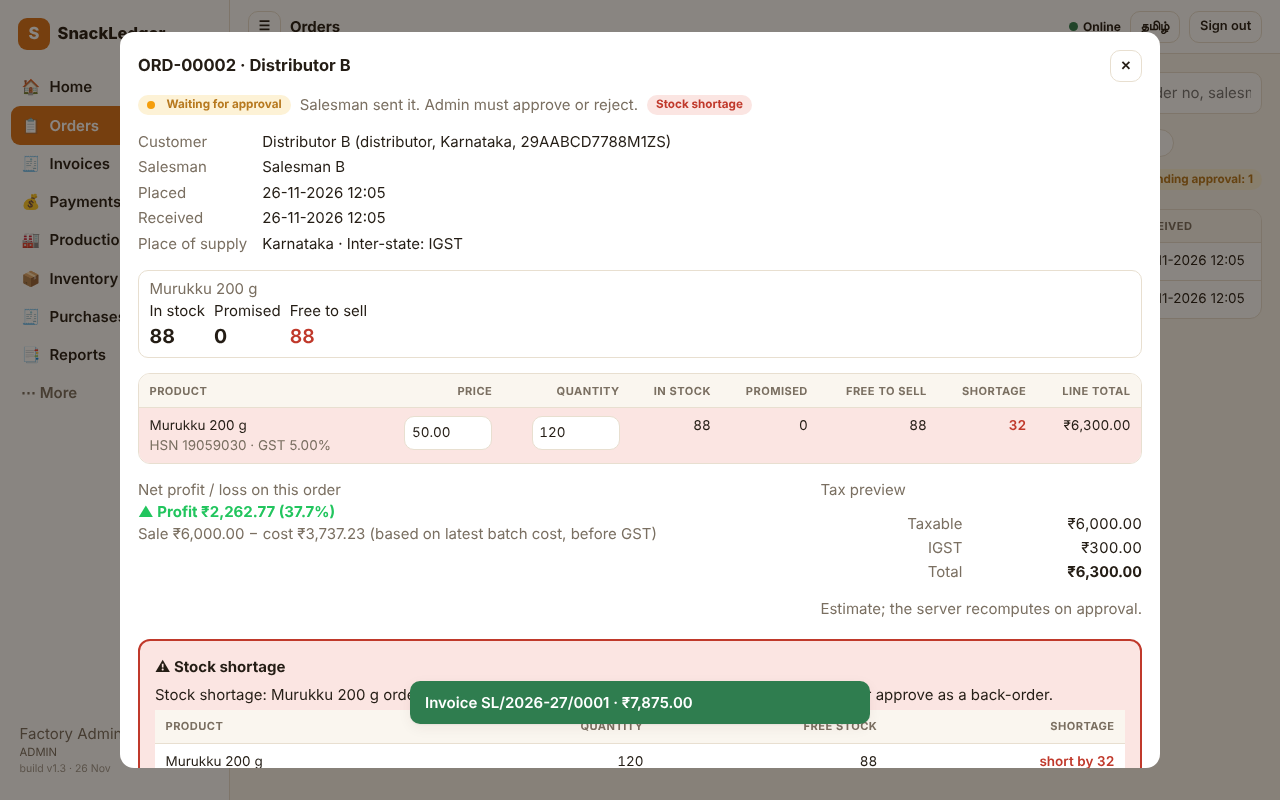 S SnackLedger
☰ Orders
Online
தமிழ்
Sign out
Home
Orders
Invoices
Payments
Inventory
Reports
··· More
Factory Admin
ADMIN
build v1.3 · 26 Nov
order no, salesn
pending approval: 1
11-2026 12:05
11-2026 12:05
ORD-00002 · Distributor B
×
Waiting for approval Salesman sent it. Admin must approve or reject. Stock shortage
Customer Distributor B (distributor, Karnataka, 29AABCD7788M1ZS)
Salesman Salesman B
Placed 26-11-2026 12:05
Received 26-11-2026 12:05
Place of supply Karnataka · Inter-state: IGST
Murukku 200 g
In stock Promised Free to sell
88 0 88
PRODUCT PRICE QUANTITY IN STOCK PROMISED FREE TO SELL SHORTAGE LINE TOTAL
Murukku 200 g 50.00 120 88 0 88 32 ₹6,300.00
HSN 19059030 · GST 5.00%
Net profit / loss on this order
▲ Profit ₹2,262.77 (37.7%)
Sale ₹6,000.00 − cost ₹3,737.23 (based on latest batch cost, before GST)
Tax preview
Taxable ₹6,000.00
IGST ₹300.00
Total ₹6,300.00
Estimate; the server recomputes on approval.
⚠ Stock shortage
Stock shortage: Murukku 200 g approve as a back-order.
Invoice SL/2026-27/0001 · ₹7,875.00
PRODUCT QUANTITY FREE STOCK SHORTAGE
Murukku 200 g 120 88 short by 32